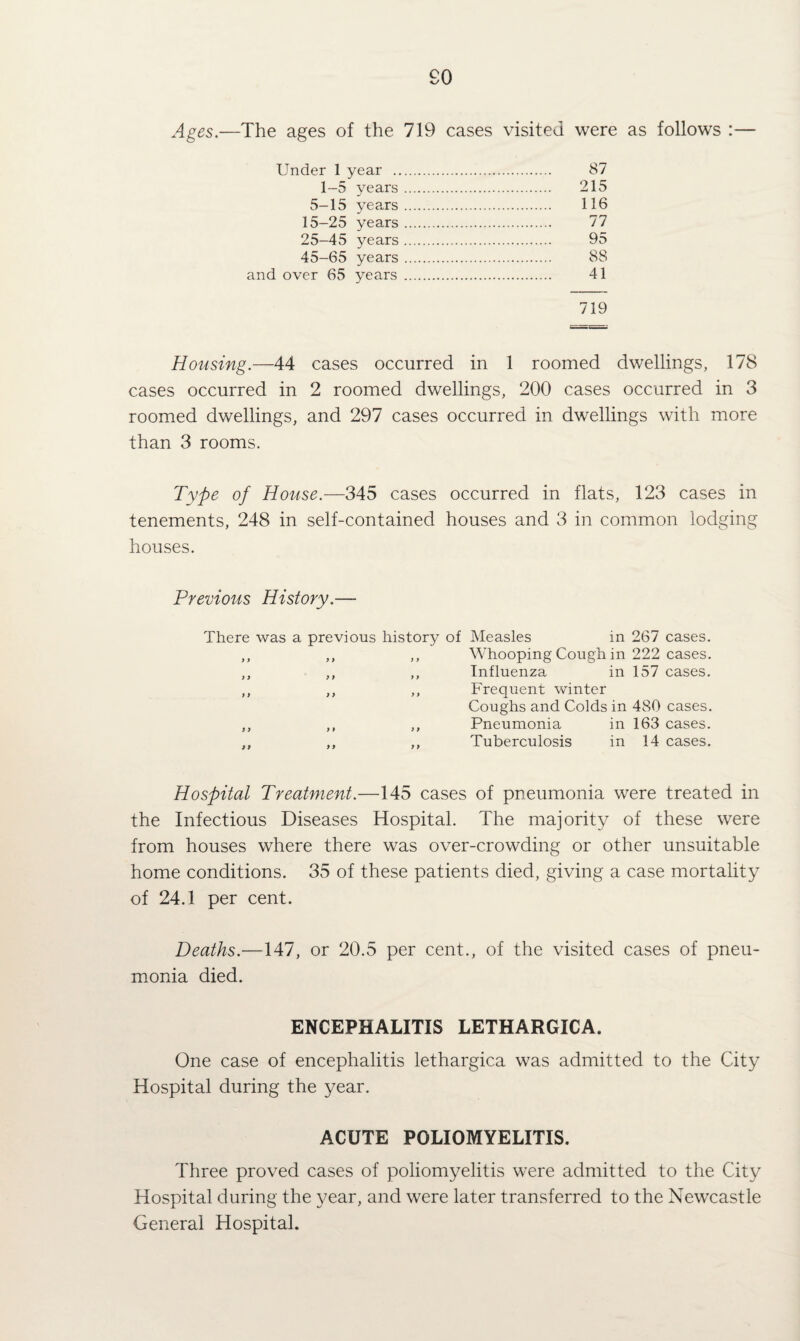 90
Ages.—The ages of the 719 cases visited were as follows :—
Under 1 year ................................. 87
1-5 years ................................. 215
5-15 years ................................. 116
15-25 years ................................. 77
25-45 years ................................. 95
45-65 years ................................. 88
and over 65 years ................................. 41
719
Housing.—44 cases occurred in 1 roomed dwellings, 178
cases occurred in 2 roomed dwellings, 200 cases occurred in 3
roomed dwellings, and 297 cases occurred in dwellings with more
than 3 rooms.
Type of House.—345 cases occurred in flats, 123 cases in
tenements, 248 in self-contained houses and 3 in common lodging
houses.
Previous History.—
There was a previous history of Measles in 267 cases.
,, ,, ,, Whooping Cough in 222 cases.
,, ,, ,, Influenza in 157 cases.
,, ,, ,, Frequent winter
Coughs and Colds in 480 cases.
,, ,, ,, Pneumonia in 163 cases.
,, ,, ,, Tuberculosis in 14 cases.
Hospital Treatment.—145 cases of pneumonia were treated in
the Infectious Diseases Hospital. The majority of these were
from houses where there was over-crowding or other unsuitable
home conditions. 35 of these patients died, giving a case mortality
of 24.1 per cent.
Deaths.—147, or 20.5 per cent., of the visited cases of pneu-
monia died.
ENCEPHALITIS LETHARGICA.
One case of encephalitis lethargica was admitted to the City
Hospital during the year.
ACUTE POLIOMYELITIS.
Three proved cases of poliomyelitis were admitted to the City
Hospital during the year, and were later transferred to the Newcastle
General Hospital.